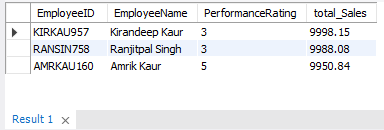 EmployeeID EmployeeName PerformanceRating total_Sales
KIRKAU957 Kirandeep Kaur 3 9998.15
RANSIN758 Ranjitpal Singh 3 9988.08
AMRKAU160 Amrik Kaur 5 9950.84
Result 1